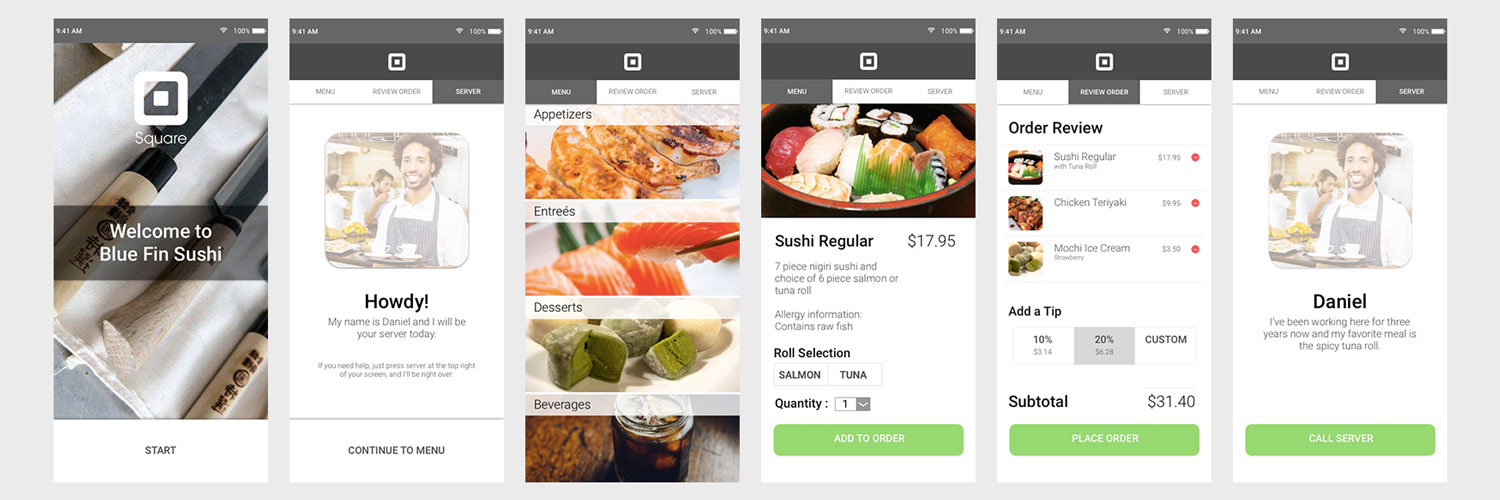 9:41 AM
100%
Square
Welcome to
Blue Fin Sushi
START
9:41 AM
100%
MENU
REVIEW ORDER
SERVER
Howdy!
My name is Daniel and I will be
your server today.
If you need help, just press server at the top right
of your screen, and I'll be right over.
CONTINUE TO MENU
9:41 AM
100%
MENU
REVIEW ORDER
SERVER
Appetizers
Entreés
Desserts
Beverages
9:41 AM
100%
MENU
REVIEW ORDER
SERVER
Sushi Regular
$17.95
7 piece nigiri sushi and
choice of 6 piece salmon or
tuna roll
Allergy information:
Contains raw fish
Roll Selection
SALMON
TUNA
Quantity : 1
ADD TO ORDER
9:41 AM
100%
MENU
REVIEW ORDER
SERVER
Order Review
Sushi Regular $17.95
with Tuna Roll
Chicken Teriyaki $9.95
Mochi Ice Cream $3.50
Strawberry
Add a Tip
10% 20% CUSTOM
$3.14 $6.28
Subtotal $31.40
PLACE ORDER
9:41 AM
100%
MENU
REVIEW ORDER
SERVER
Daniel
I've been working here for three
years now and my favorite meal is
the spicy tuna roll.
CALL SERVER